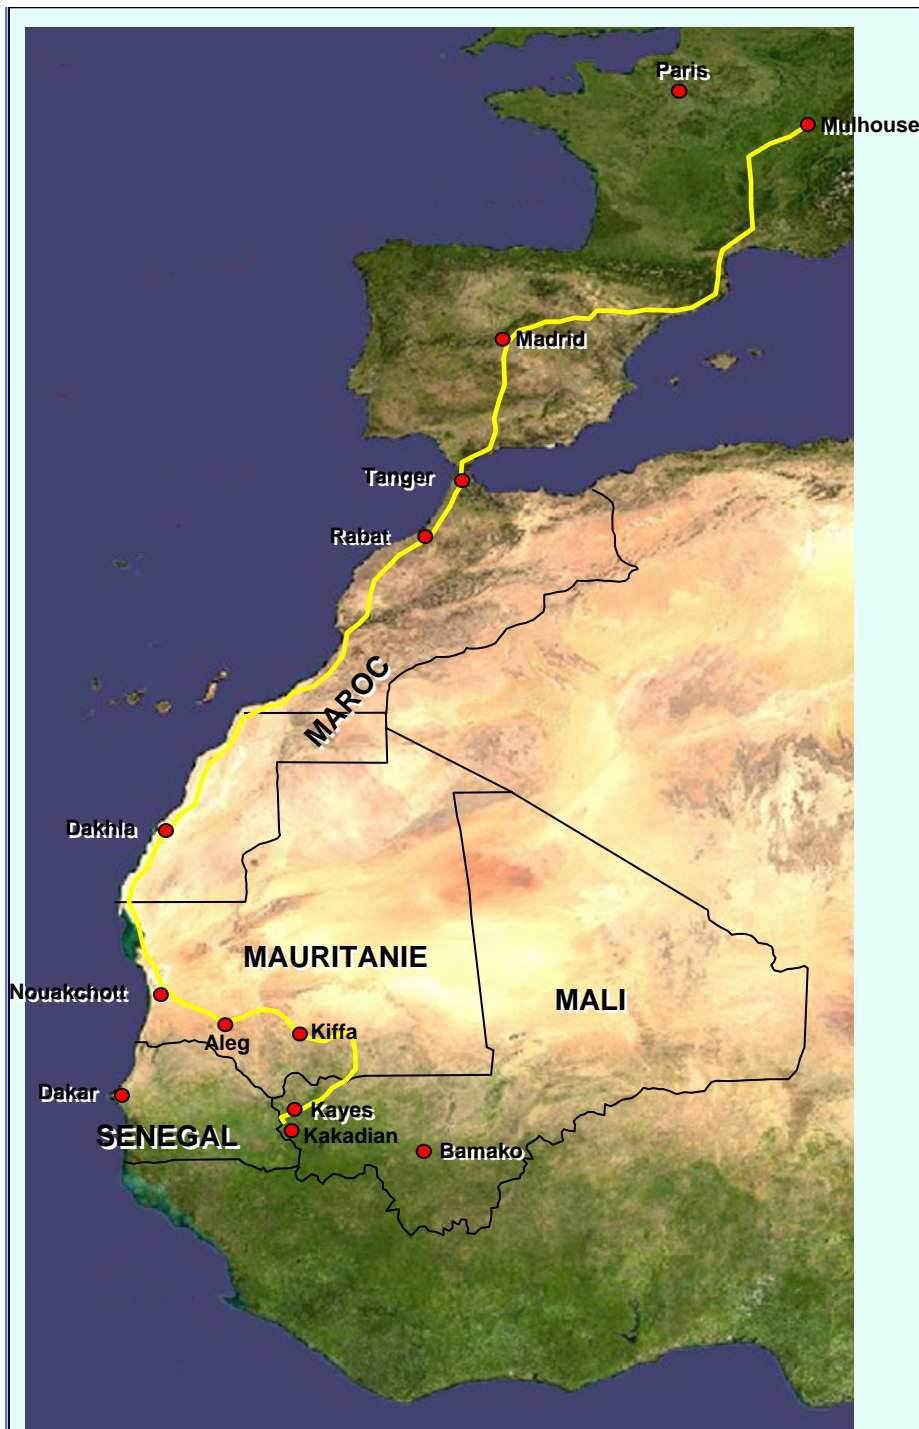 Paris
Mulhouse
Madrid
Tanger
Rabat
MAROC
Dakhla
MAURITANIE
Nouakchott
MALI
Aleg
Kiffa
Dakar
Kayes
SENEGAL
Kakadian
Bamako